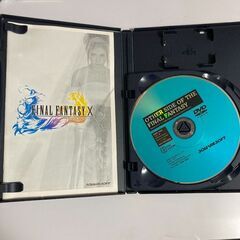 FINAL FANTASY X
SQUARESOFT
OTHER SIDE OF THE
FINAL FANTASY
DVD
SQUARESOFT